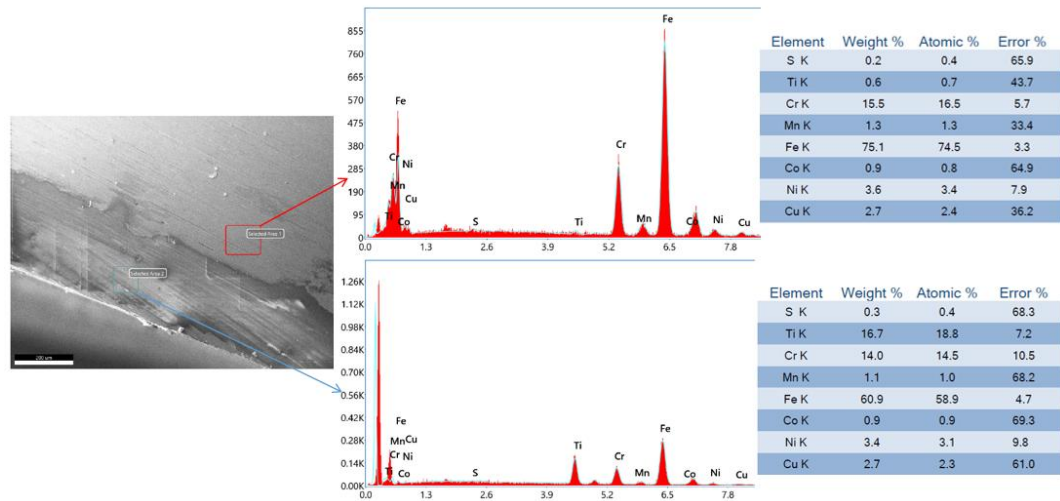 Selected Area 1
Selected Area 2
200 um
855
760
665
570
475
380
285
190
95
0
0.0 1.3 2.6 3.9 5.2 6.5 7.8
Fe
Cr Ni
Mn Cu
Ti Co
S
Ti
Cr
Mn
Fe
Co
Ni
Cu
Element Weight % Atomic % Error %
S K 0.2 0.4 65.9
Ti K 0.6 0.7 43.7
Cr K 15.5 16.5 5.7
Mn K 1.3 1.3 33.4
Fe K 75.1 74.5 3.3
Co K 0.9 0.8 64.9
Ni K 3.6 3.4 7.9
Cu K 2.7 2.4 36.2
1.26K
1.12K
0.98K
0.84K
0.70K
0.56K
0.42K
0.28K
0.14K
0.00K
0.0 1.3 2.6 3.9 5.2 6.5 7.8
Fe
Mn Cu
Cr Ni
Ti Co
S
Ti
Cr
Mn
Fe
Co
Ni
Cu
Element Weight % Atomic % Error %
S K 0.3 0.4 68.3
Ti K 16.7 18.8 7.2
Cr K 14.0 14.5 10.5
Mn K 1.1 1.0 68.2
Fe K 60.9 58.9 4.7
Co K 0.9 0.9 69.3
Ni K 3.4 3.1 9.8
Cu K 2.7 2.3 61.0